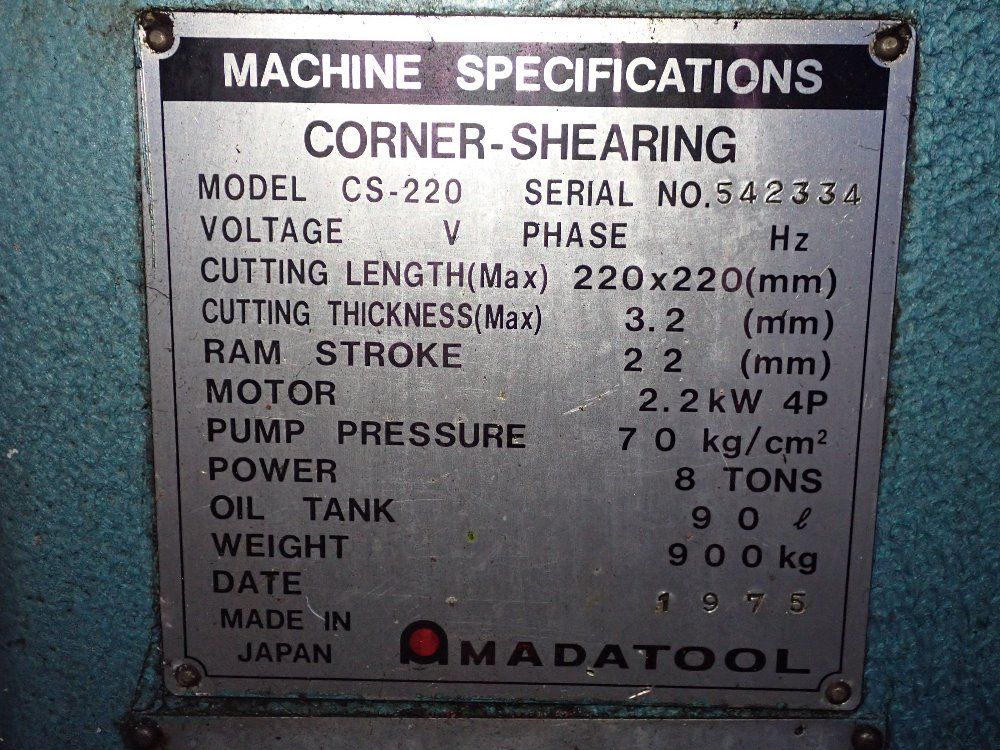 MACHINE SPECIFICATIONS
CORNER-SHEARING
MODEL CS-220 SERIAL NO. 542334
VOLTAGE V PHASE Hz
CUTTING LENGTH(Max) 220x220(mm)
CUTTING THICKNESS(Max) 3.2 (mm)
RAM STROKE 22 (mm)
MOTOR 2.2kW 4P
PUMP PRESSURE 70 kg/cm²
POWER 8 TONS
OIL TANK 90 ℓ
WEIGHT 900kg
DATE 1975
MADE IN
JAPAN AMADATOOL